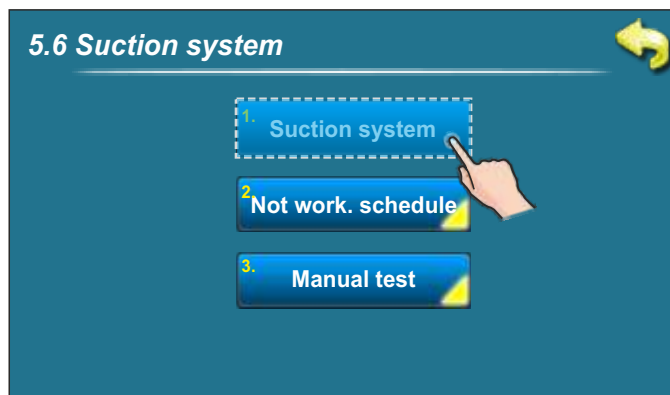 5.6 Suction system
1.
Suction system
2
Not work. schedule
3.
Manual test